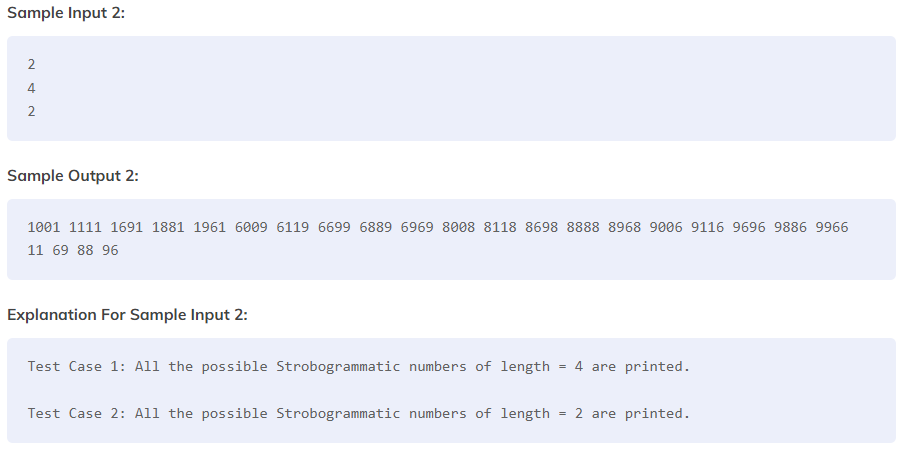 Sample Input 2:
2
4
2
Sample Output 2:
1001 1111 1691 1881 1961 6009 6119 6699 6889 6969 8008 8118 8698 8888 8968 9006 9116 9696 9886 9966
11 69 88 96
Explanation For Sample Input 2:
Test Case 1: All the possible Strobogrammatic numbers of length = 4 are printed.
Test Case 2: All the possible Strobogrammatic numbers of length = 2 are printed.